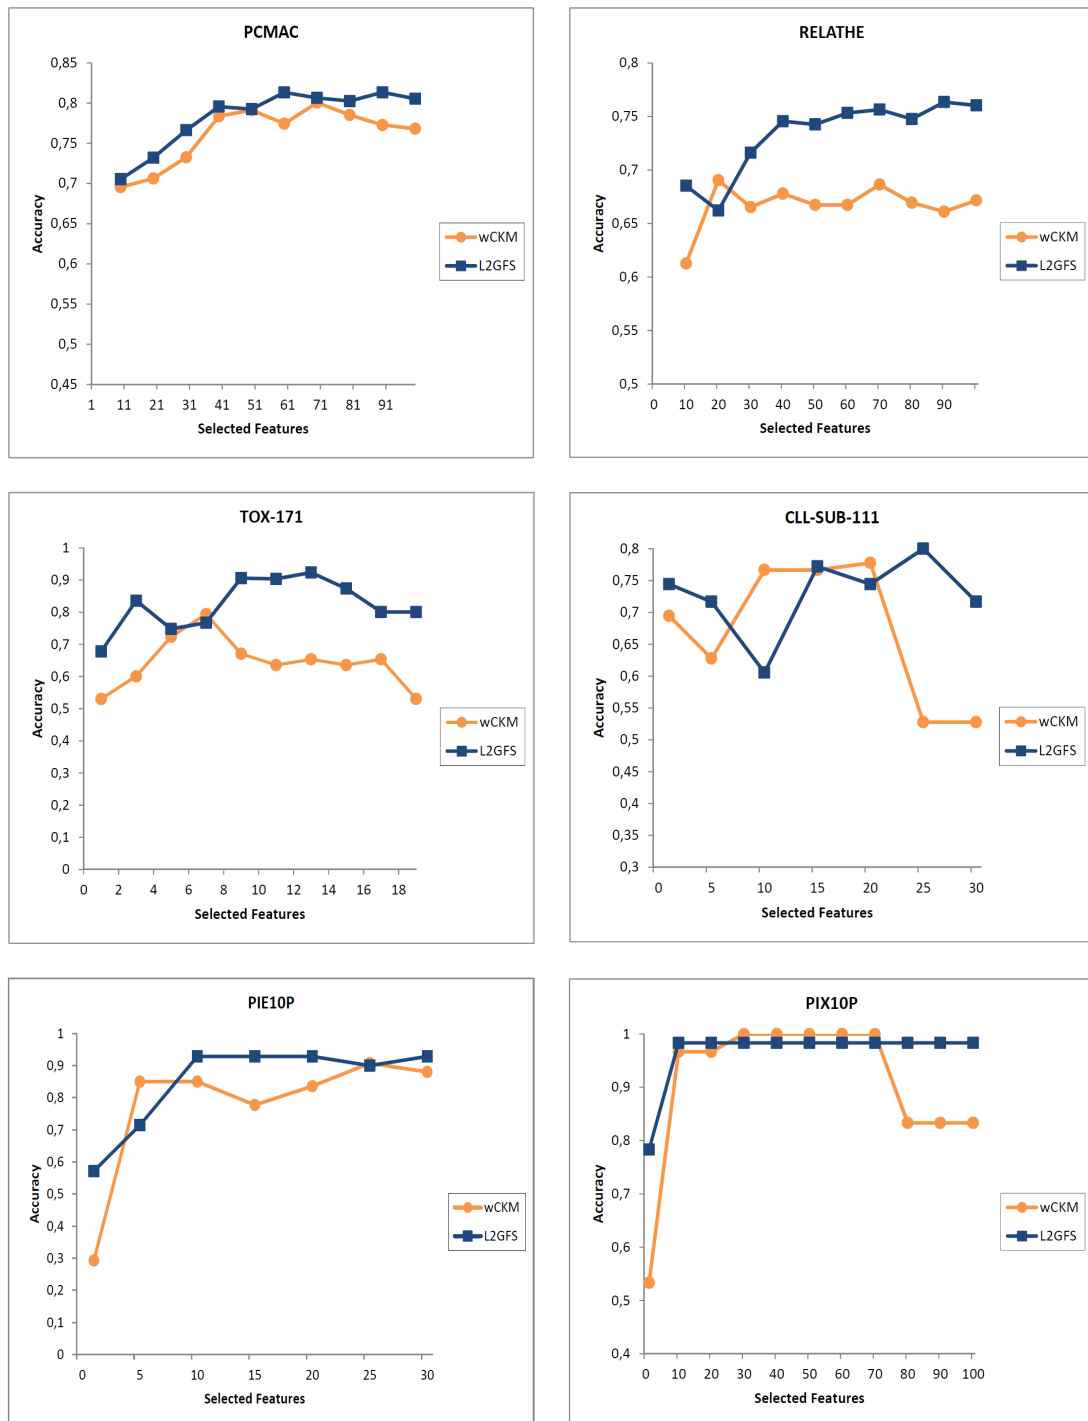 PCMAC
0,85
0,8
0,75
0,7
0,65
0,6
0,55
0,5
0,45
Accuracy
1 11 21 31 41 51 61 71 81 91
Selected Features
wCKM
L2GFS
RELATHE
0,8
0,75
0,7
0,65
0,6
0,55
0,5
Accuracy
0 10 20 30 40 50 60 70 80 90
Selected Features
wCKM
L2GFS
TOX-171
1
0,9
0,8
0,7
0,6
0,5
0,4
0,3
0,2
0,1
0
Accuracy
0 2 4 6 8 10 12 14 16 18
Selected Features
wCKM
L2GFS
CLL-SUB-111
0,8
0,75
0,7
0,65
0,6
0,55
0,5
0,45
0,4
0,35
0,3
Accuracy
0 5 10 15 20 25 30
Selected Features
wCKM
L2GFS
PIE10P
1
0,9
0,8
0,7
0,6
0,5
0,4
0,3
0,2
0,1
0
Accuracy
0 5 10 15 20 25 30
Selected Features
wCKM
L2GFS
PIX10P
1
0,9
0,8
0,7
0,6
0,5
0,4
Accuracy
0 10 20 30 40 50 60 70 80 90 100
Selected Features
wCKM
L2GFS